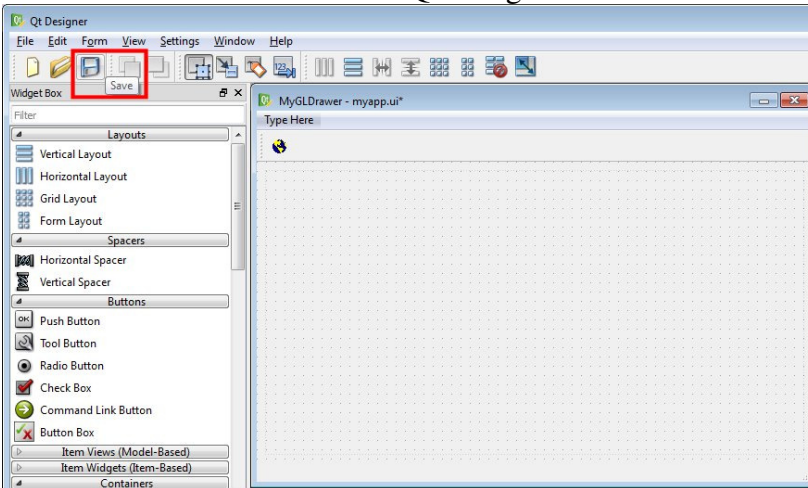 Qt Designer
File Edit Form View Settings Window Help
Save
Widget Box
Filter
Layouts
Vertical Layout
Horizontal Layout
Grid Layout
Form Layout
Spacers
Horizontal Spacer
Vertical Spacer
Buttons
OK Push Button
Tool Button
Radio Button
Check Box
Command Link Button
Button Box
Item Views (Model-Based)
Item Widgets (Item-Based)
Containers
MyGLDrawer - myapp.ui*
Type Here